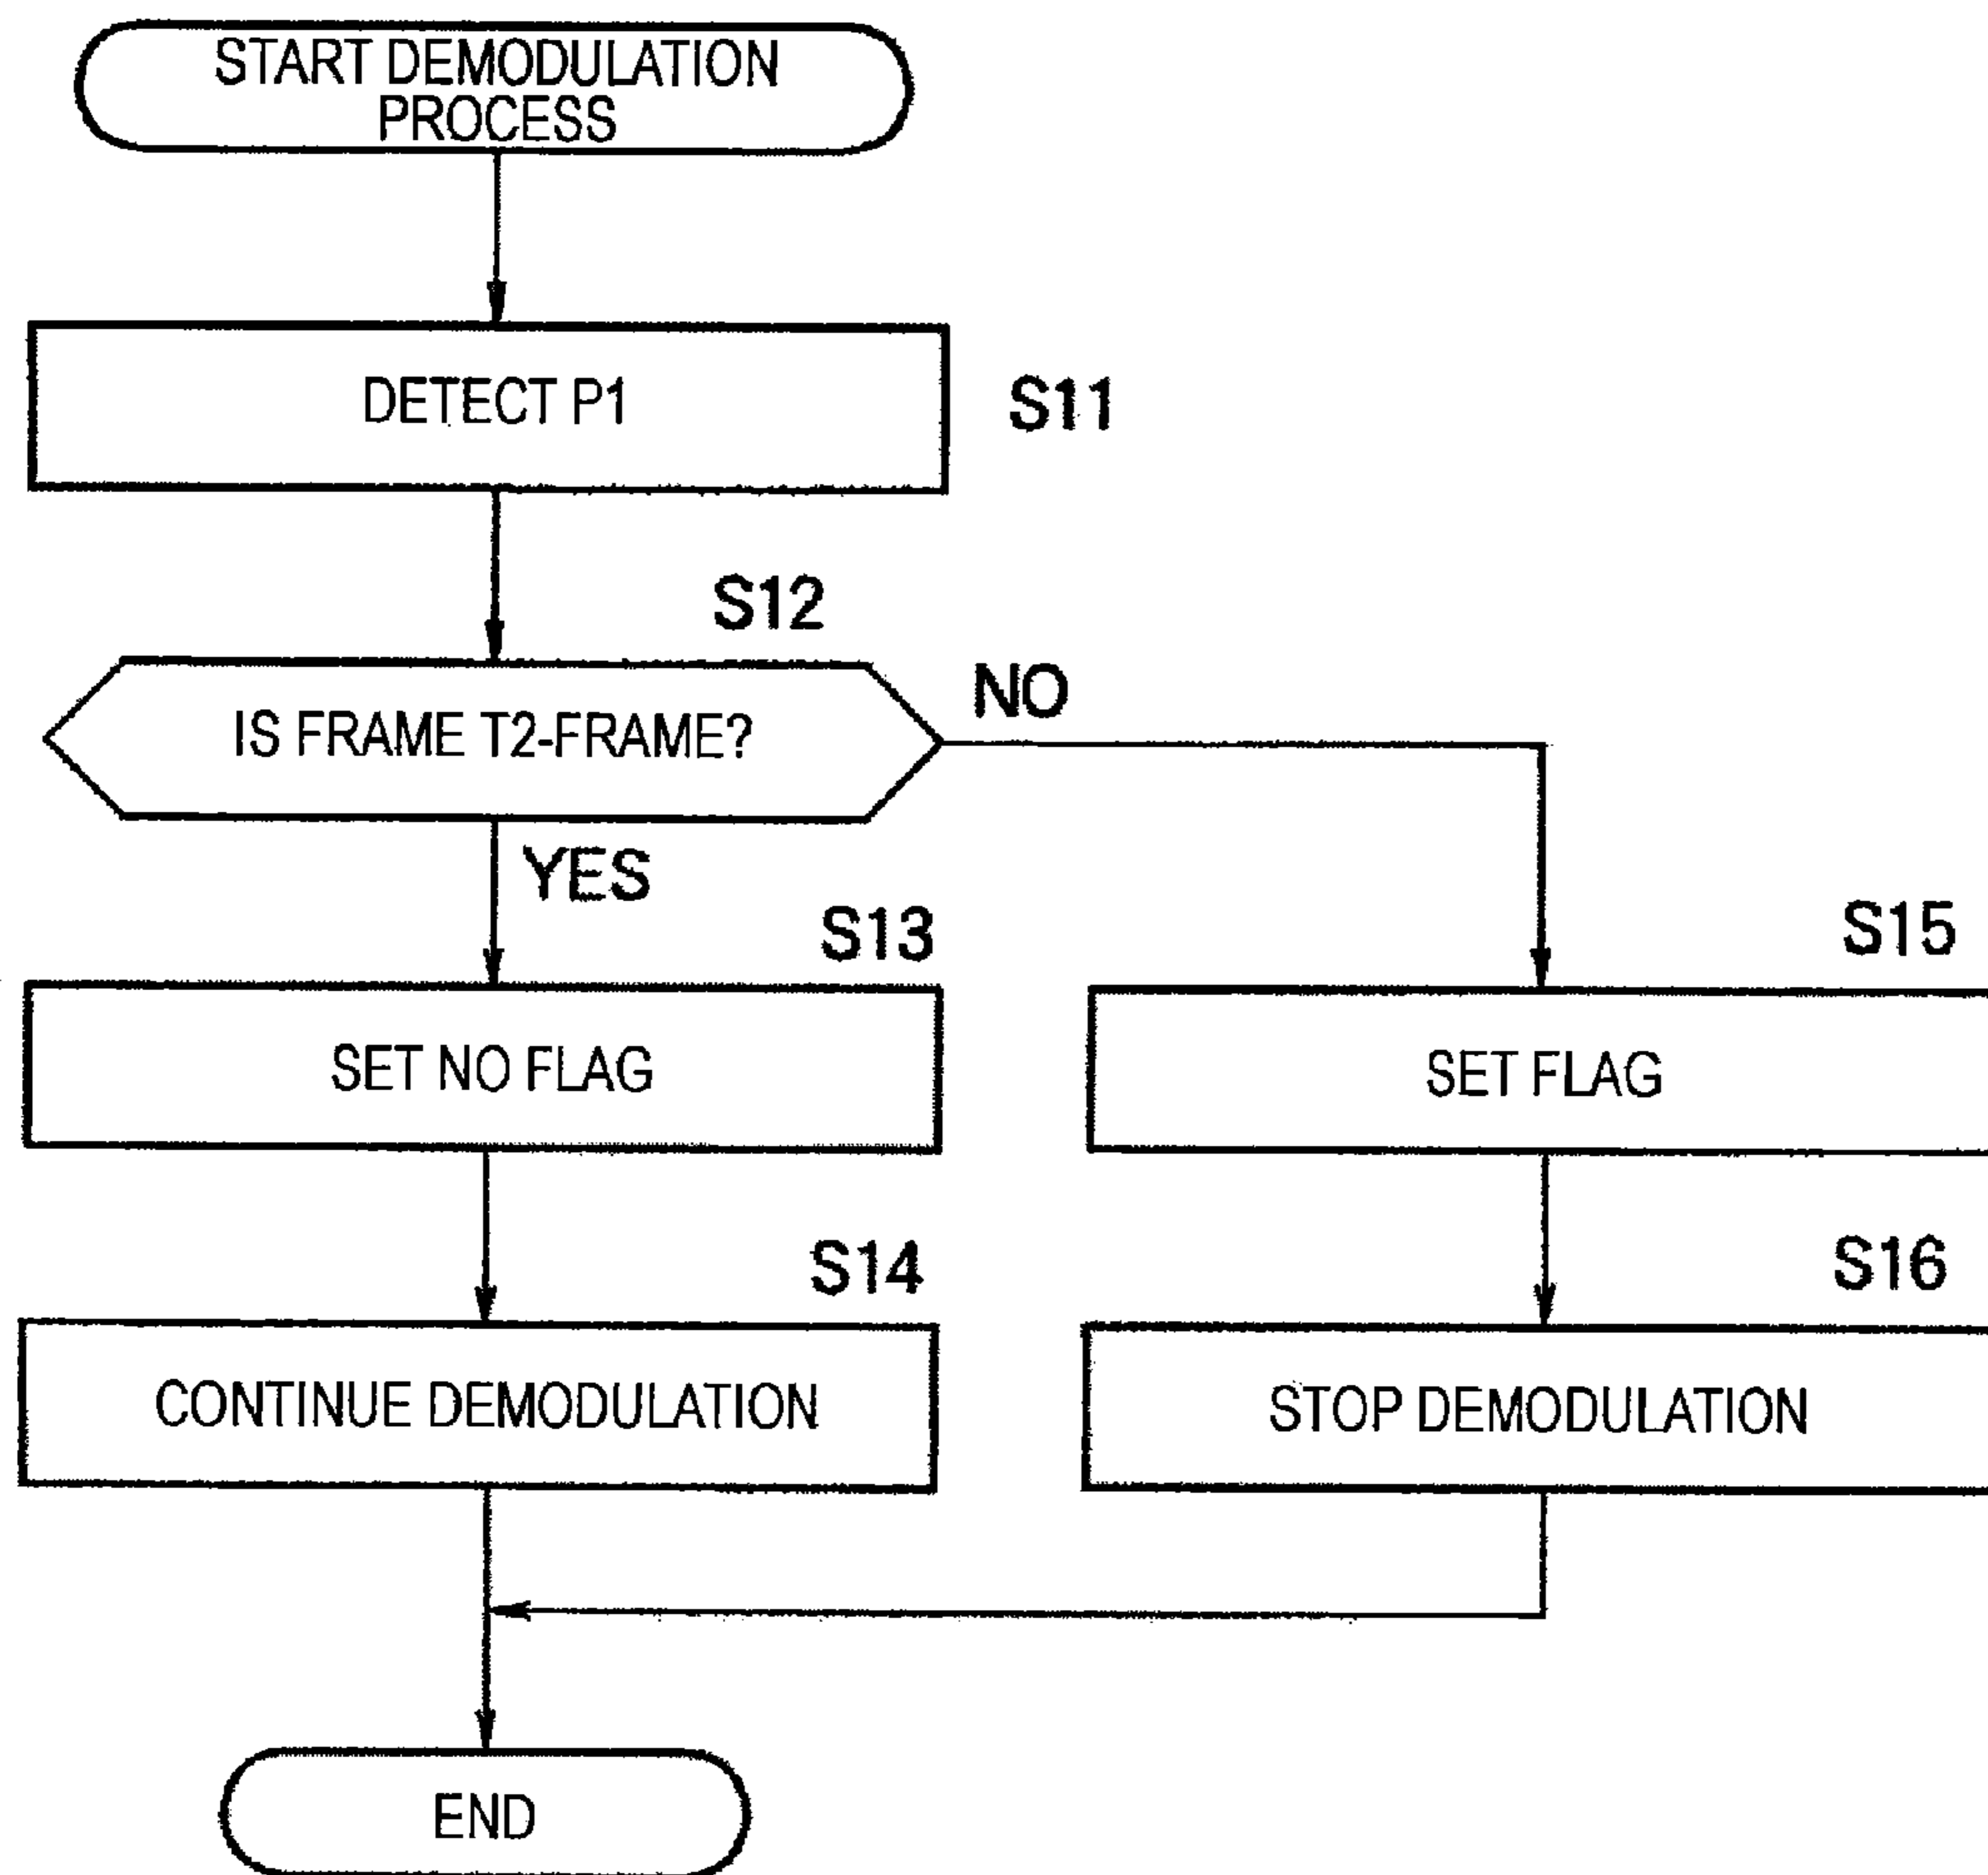 START DEMODULATION
PROCESS
DETECT P1
S11
S12
IS FRAME T2-FRAME?
NO
YES
S13
SET NO FLAG
S15
SET FLAG
S14
CONTINUE DEMODULATION
S16
STOP DEMODULATION
END